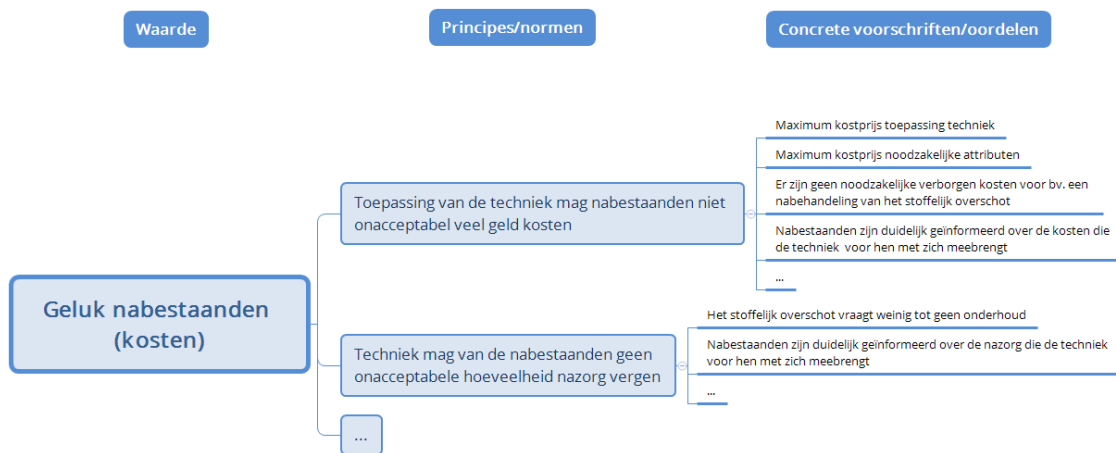 Waarde
Principes/normen
Concrete voorschriften/oordelen
Geluk nabestaanden
(kosten)
Toepassing van de techniek mag nabestaanden niet
onacceptabel veel geld kosten
Maximum kostprijs toepassing techniek
Maximum kostprijs noodzakelijke attributen
Er zijn geen noodzakelijke verborgen kosten voor bv. een
nabehandeling van het stoffelijk overschot
Nabestaanden zijn duidelijk geïnformeerd over de kosten die
de techniek voor hen met zich meebrengt
...
Techniek mag van de nabestaanden geen
onacceptabele hoeveelheid nazorg vergen
Het stoffelijk overschot vraagt weinig tot geen onderhoud
Nabestaanden zijn duidelijk geïnformeerd over de nazorg die de techniek
voor hen met zich meebrengt
...
...